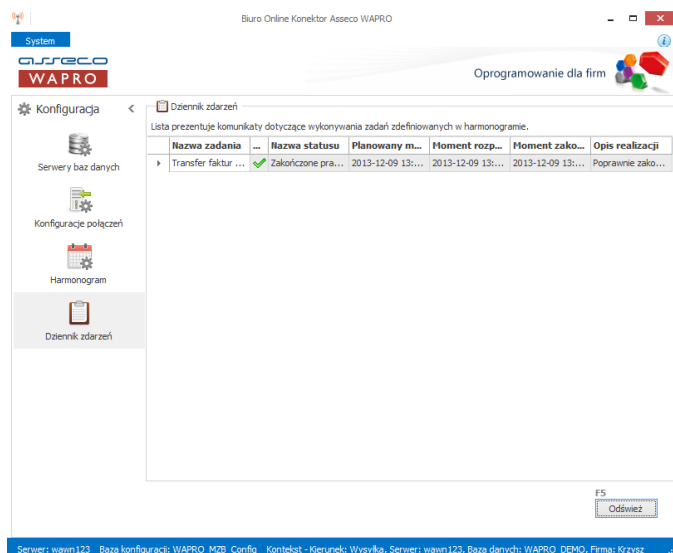 Biuro Online Konektor Asseco WAPRO
System
asseco
WAPRO
Oprogramowanie dla firm
Konfiguracja
Dziennik zdarzeń
Lista prezentuje komunikaty dotyczące wykonywania zadań zdefiniowanych w harmonogramie.
Nazwa zadania ... Nazwa statusu Planowany m... Moment rozp... Moment zako... Opis realizacji
Transfer faktur ... Zakończone pra... 2013-12-09 13:... 2013-12-09 13:... 2013-12-09 13:... Poprawnie zako...
Serwery baz danych
Konfiguracje połączeń
Harmonogram
Dziennik zdarzeń
F5
Odśwież
Serwer: wawn123 Baza konfiguracji: WAPRO_MZB_Config Kontekst - Kierunek: Wysyłka, Serwer: wawn123, Baza danych: WAPRO_DEMO, Firma: Krzysz